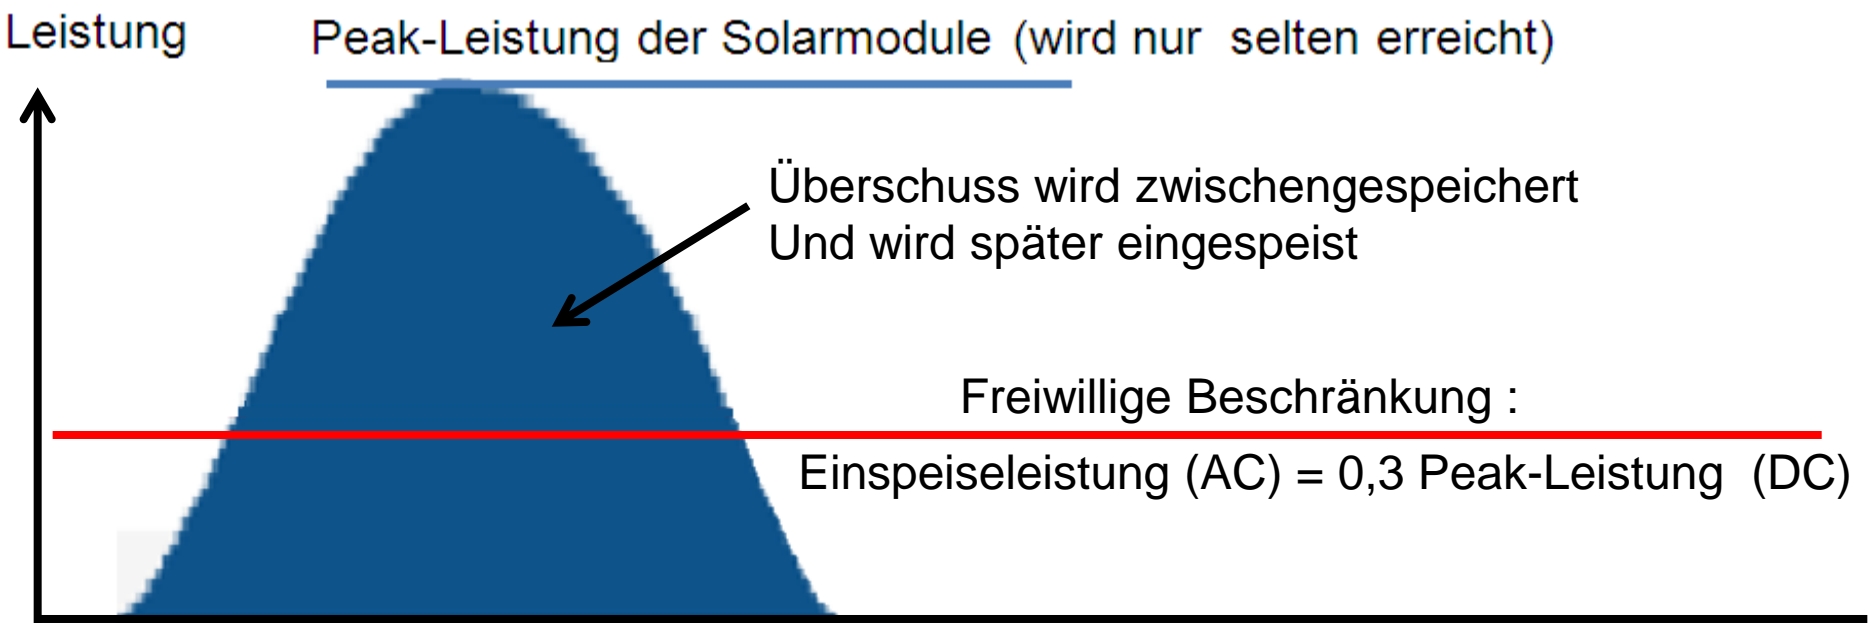 Leistung
Peak-Leistung der Solarmodule (wird nur selten erreicht)
Überschuss wird zwischengespeichert
Und wird später eingespeist
Freiwillige Beschränkung :
Einspeiseleistung (AC) = 0,3 Peak-Leistung (DC)